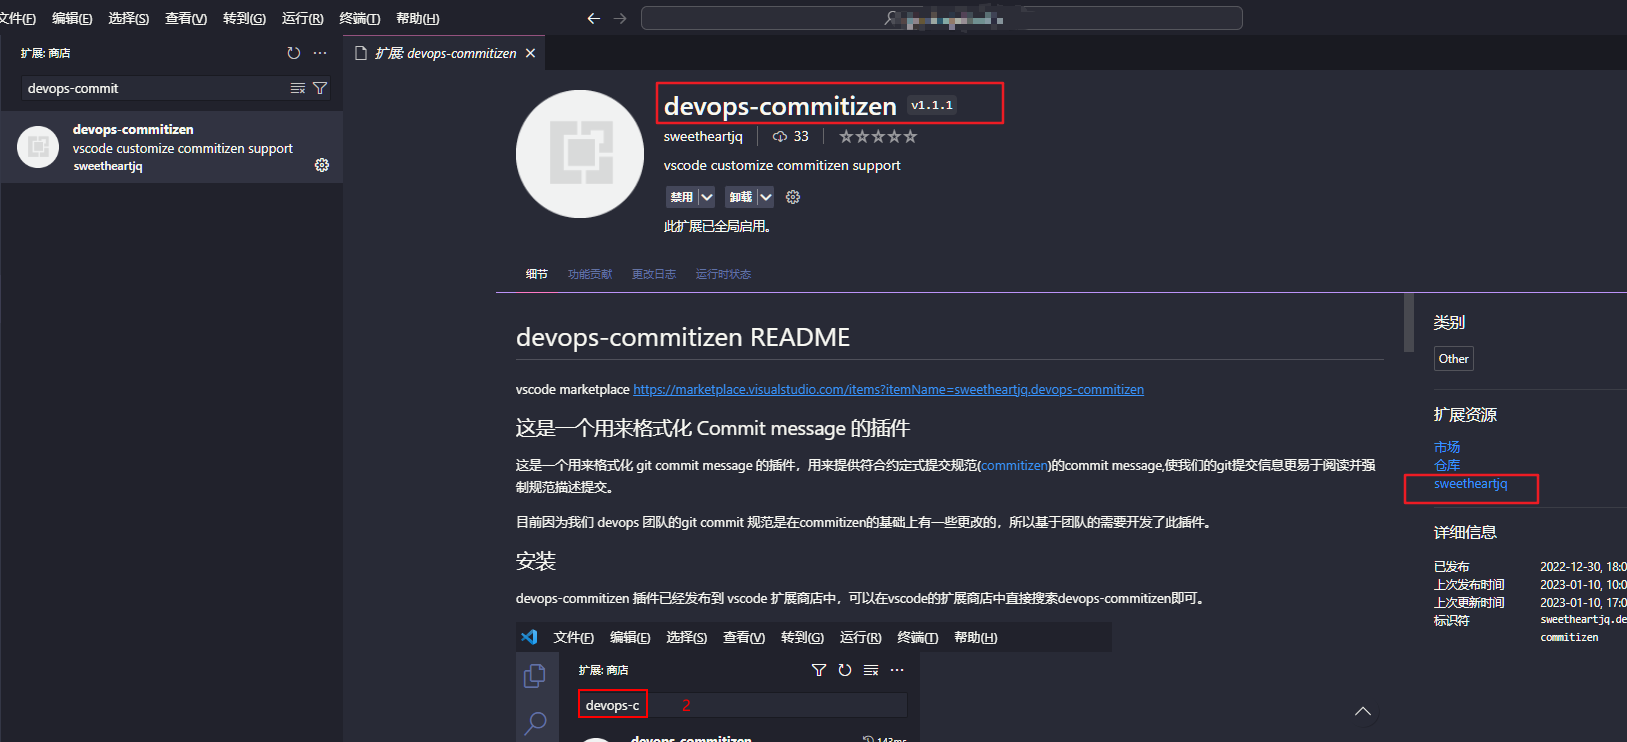 文件(F) 编辑(E) 选择(S) 查看(V) 转到(G) 运行(R) 终端(T) 帮助(H)
扩展: 商店
devops-commit
devops-commitizen
vscode customize commitizen support
sweetheartjq
扩展: devops-commitizen
devops-commitizen v1.1.1
sweetheartjq 33
vscode customize commitizen support
禁用 卸载
此扩展已全局启用。
细节 功能贡献 更改日志 运行时状态
devops-commitizen README
vscode marketplace https://marketplace.visualstudio.com/items?itemName=sweetheartjq.devops-commitizen
这是一个用来格式化 Commit message 的插件
这是一个用来格式化 git commit message 的插件，用来提供符合约定式提交规范(commitizen)的commit message,使我们的git提交信息更易于阅读并强
制规范描述提交。
目前因为我们 devops 团队的git commit 规范是在commitizen的基础上有一些更改的，所以基于团队的需要开发了此插件。
安装
devops-commitizen 插件已经发布到 vscode 扩展商店中，可以在vscode的扩展商店中直接搜索devops-commitizen即可。
文件(F) 编辑(E) 选择(S) 查看(V) 转到(G) 运行(R) 终端(T) 帮助(H)
扩展: 商店
devops-c 2
devops-commitizen 143ms
类别
Other
扩展资源
市场
仓库
sweetheartjq
详细信息
已发布 2022-12-30, 18:0
上次发布时间 2023-01-10, 10:0
上次更新时间 2023-01-10, 17:0
标识符 sweetheartjq.de
commitizen